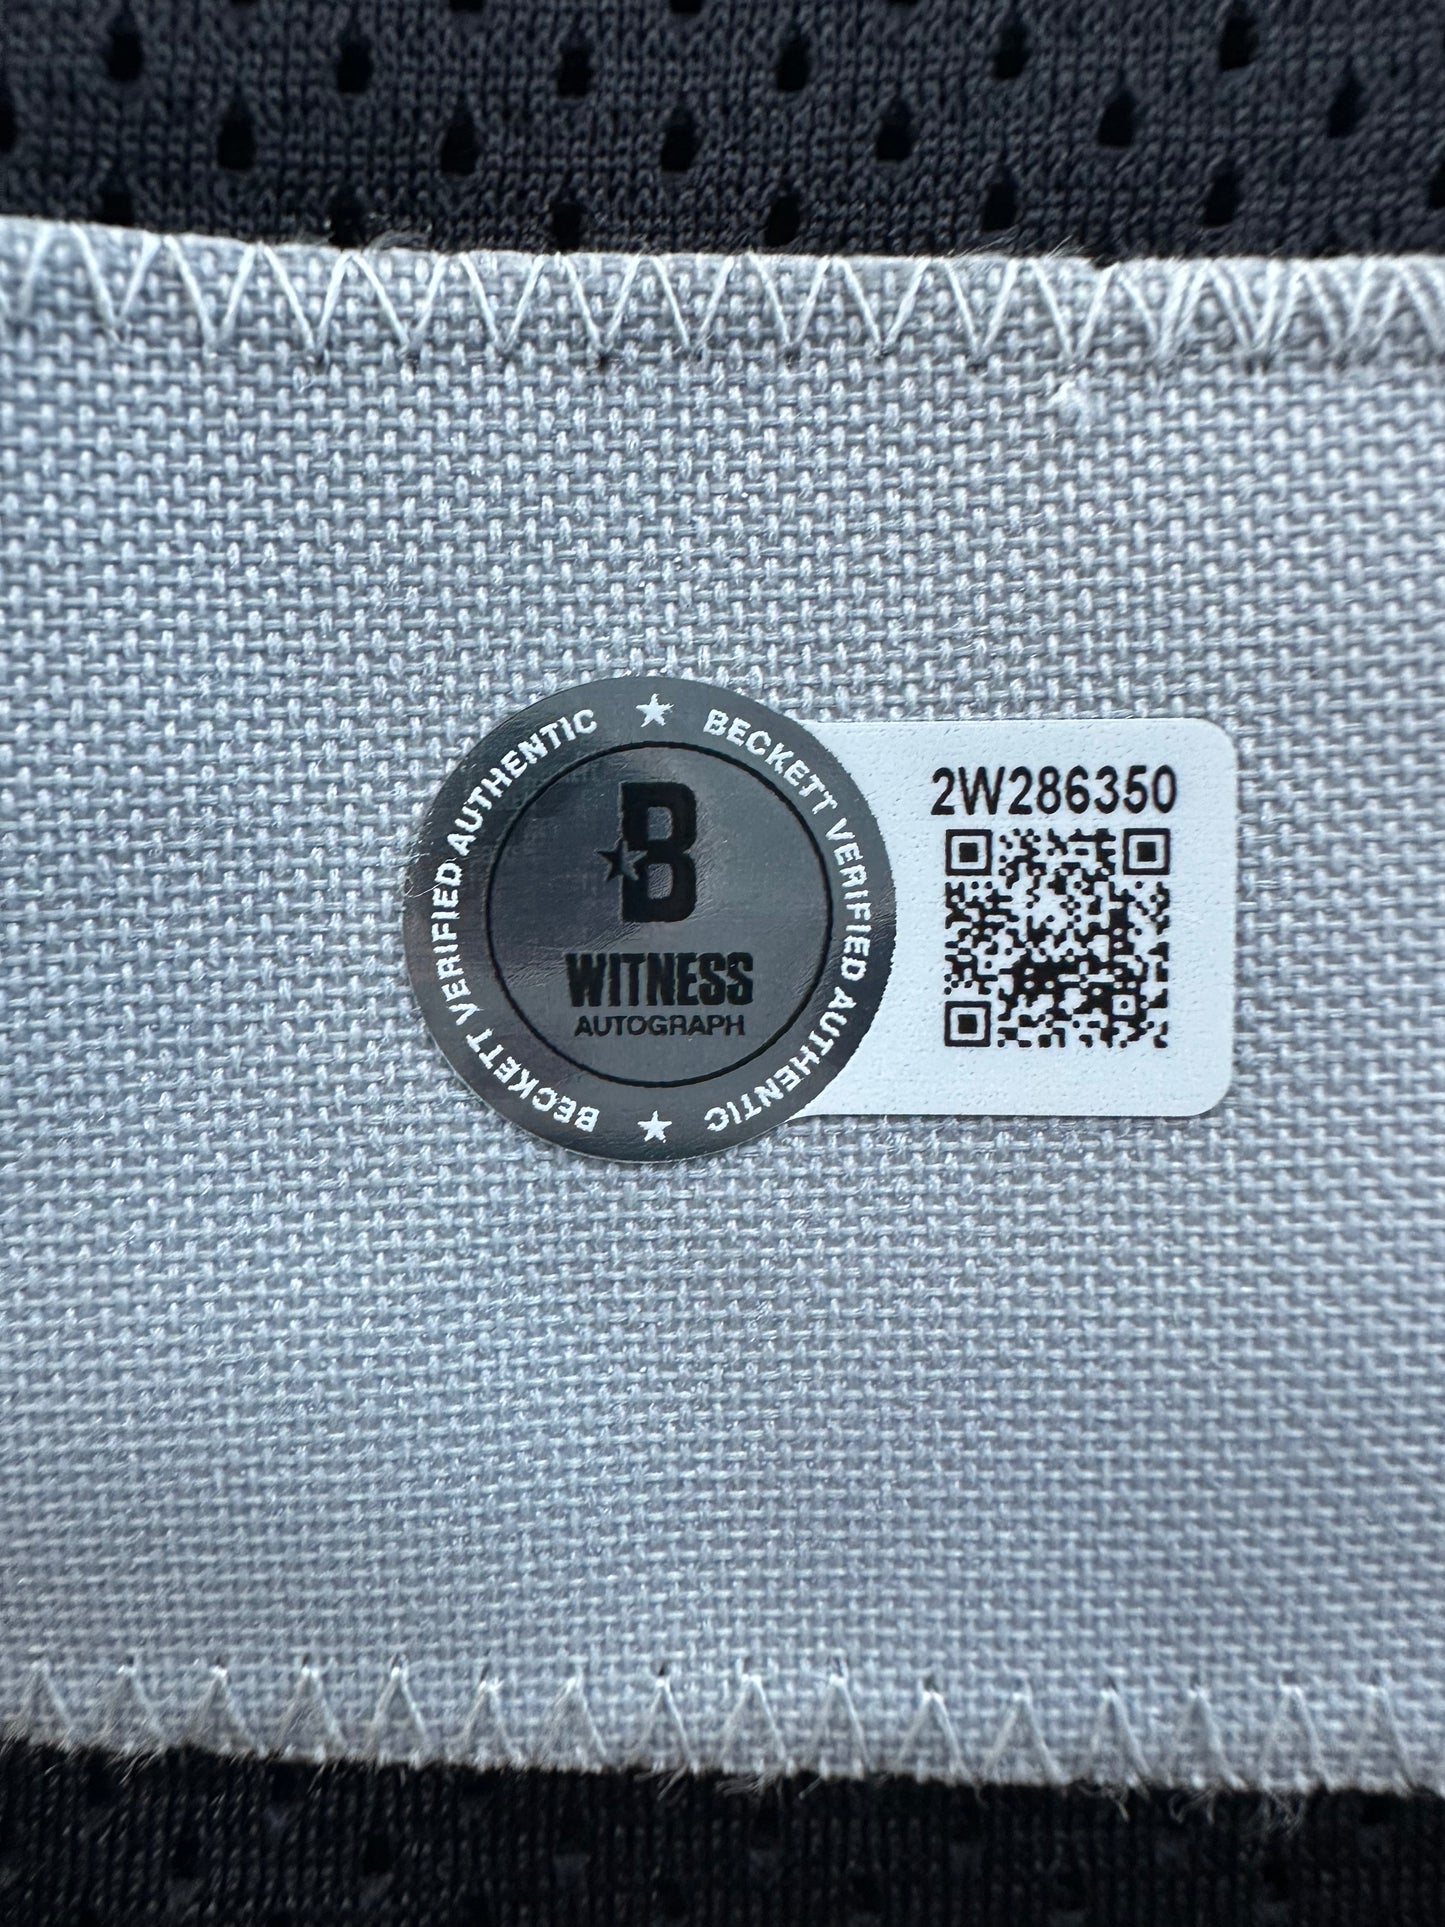 BECKETT VERIFIED AUTHENTIC ★ BECKETT VERIFIED AUTHENTIC ★
B
WITNESS
AUTOGRAPH
2W286350